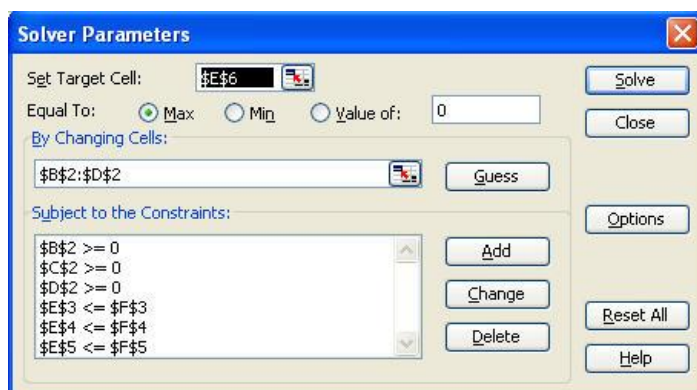 Solver Parameters
Set Target Cell: $E$6 Solve
Equal To: Max Min Value of: 0 Close
By Changing Cells:
$B$2:$D$2 Guess
Subject to the Constraints: Options
$B$2 >= 0 Add
$C$2 >= 0
$D$2 >= 0 Change
$E$3 <= $F$3 Reset All
$E$4 <= $F$4 Delete
$E$5 <= $F$5 Help